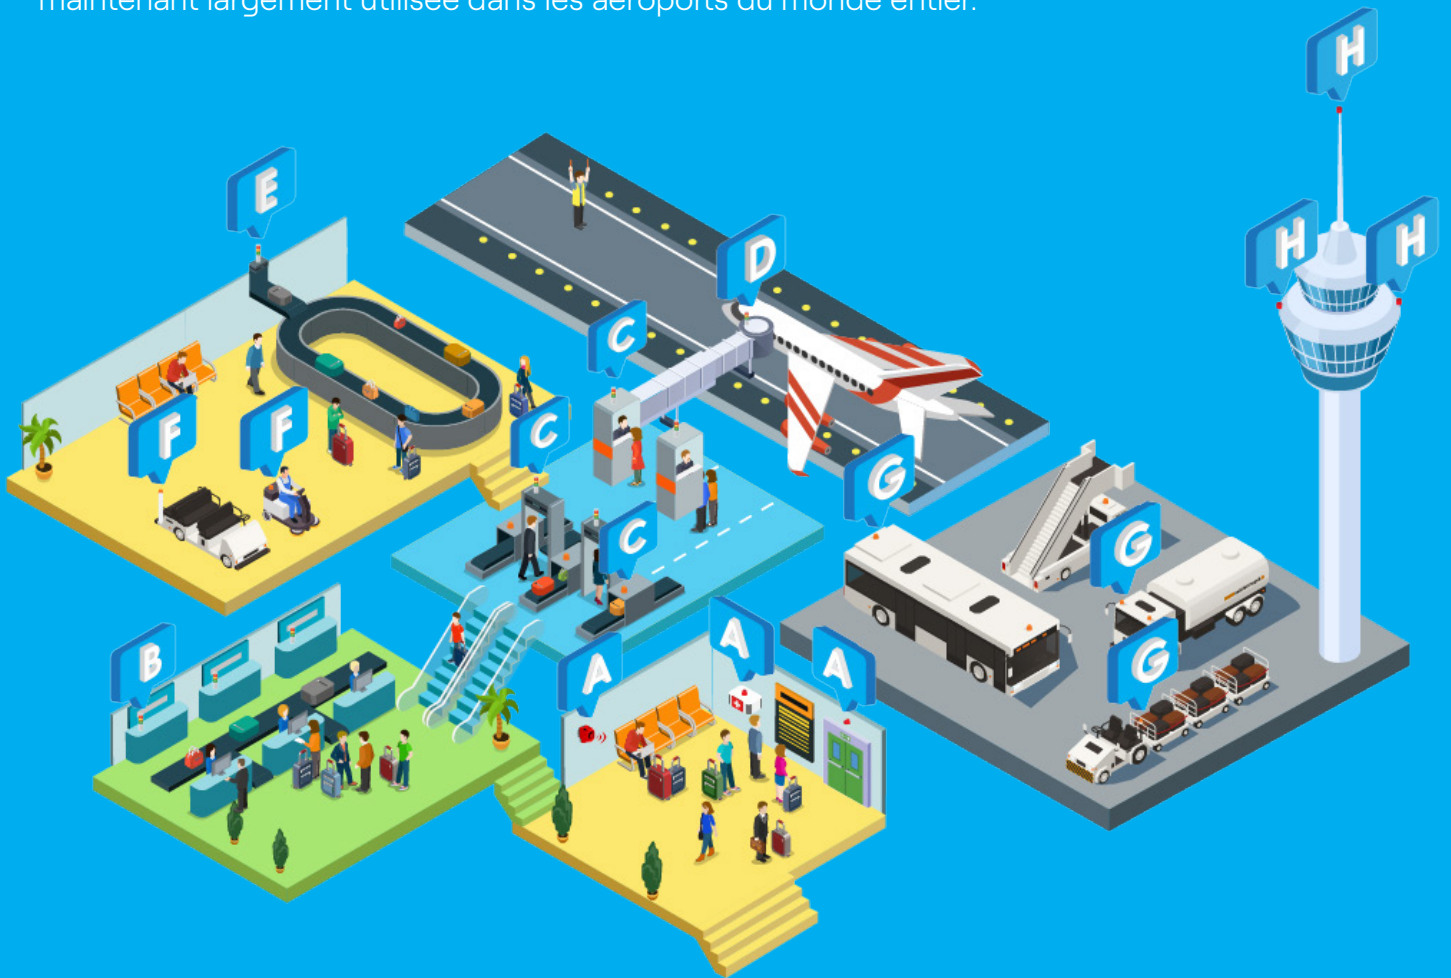 maintenant largement utilisée dans les aéroports du monde entier.
H
E
H
H
D
C
F
F
C
G
C
G
B
A
A
A
G